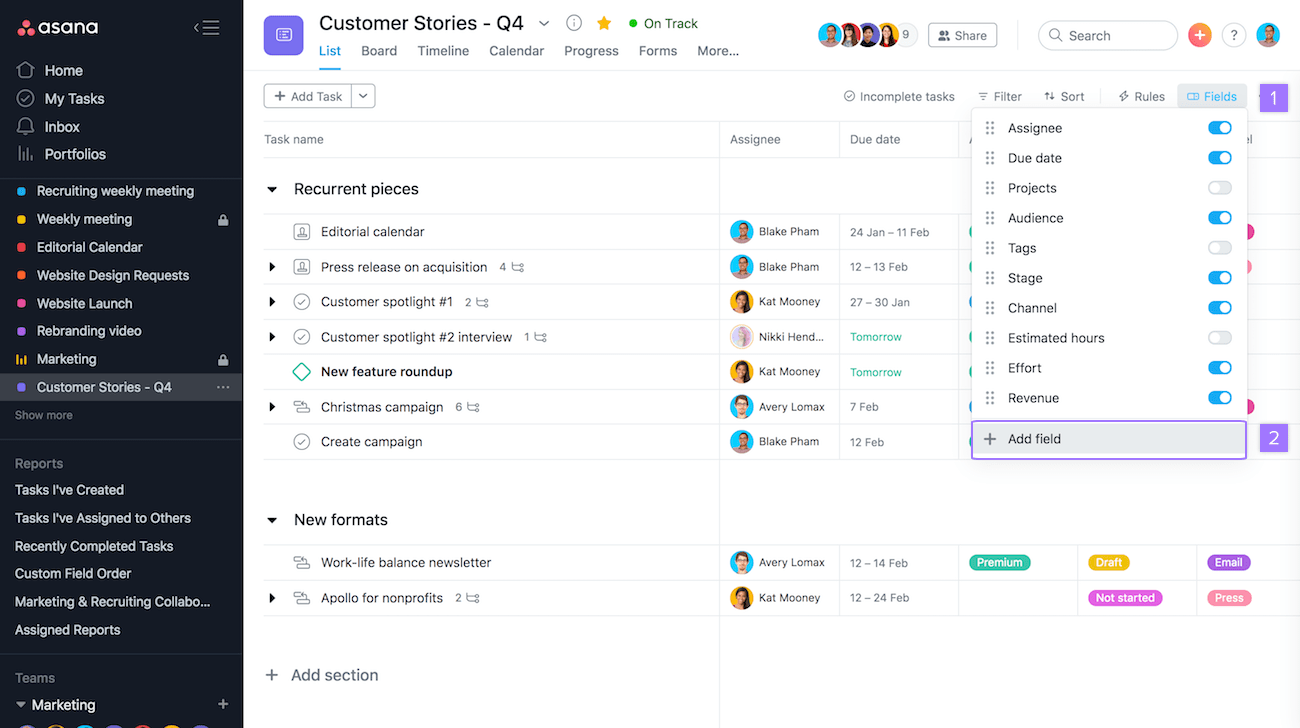 asana
Home
My Tasks
Inbox
Portfolios
Recruiting weekly meeting
Weekly meeting
Editorial Calendar
Website Design Requests
Website Launch
Rebranding video
Marketing
Customer Stories - Q4
Show more
Reports
Tasks I've Created
Tasks I've Assigned to Others
Recently Completed Tasks
Custom Field Order
Marketing & Recruiting Collabo...
Assigned Reports
Teams
Marketing
Customer Stories - Q4 On Track
List Board Timeline Calendar Progress Forms More...
9 Share Search ?
Add Task Incomplete tasks Filter Sort Rules Fields 1
Task name Assignee Due date
Recurrent pieces
Editorial calendar Blake Pham 24 Jan – 11 Feb
Press release on acquisition 4 Blake Pham 12 – 13 Feb
Customer spotlight #1 2 Kat Mooney 27 – 30 Jan
Customer spotlight #2 interview 1 Nikki Hend... Tomorrow
New feature roundup Kat Mooney Tomorrow
Christmas campaign 6 Avery Lomax 7 Feb
Create campaign Blake Pham 12 Feb
Assignee
Due date
Projects
Audience
Tags
Stage
Channel
Estimated hours
Effort
Revenue
Add field 2
New formats
Work-life balance newsletter Avery Lomax 12 – 14 Feb Premium Draft Email
Apollo for nonprofits 2 Kat Mooney 12 – 24 Feb Not started Press
Add section